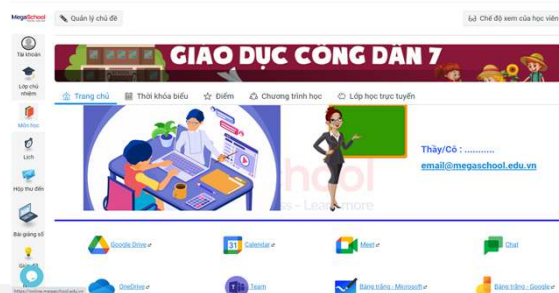 MegaSchool
Quản lý chủ đề
Chế độ xem của học viên
Tài khoản
GIÁO DỤC CÔNG DÂN 7
Lớp chủ nhiệm
Trang chủ
Thời khóa biểu
Điểm
Chương trình học
Lớp học trực tuyến
Môn học
Lịch
Thầy/Cô : ...........
email@megaschool.edu.vn
Hộp thư đến
Bài giảng số
Google Drive
Calendar
Meet
Chat
OneDrive
Team
Bảng trắng - Microsoft
Bảng trắng - Google